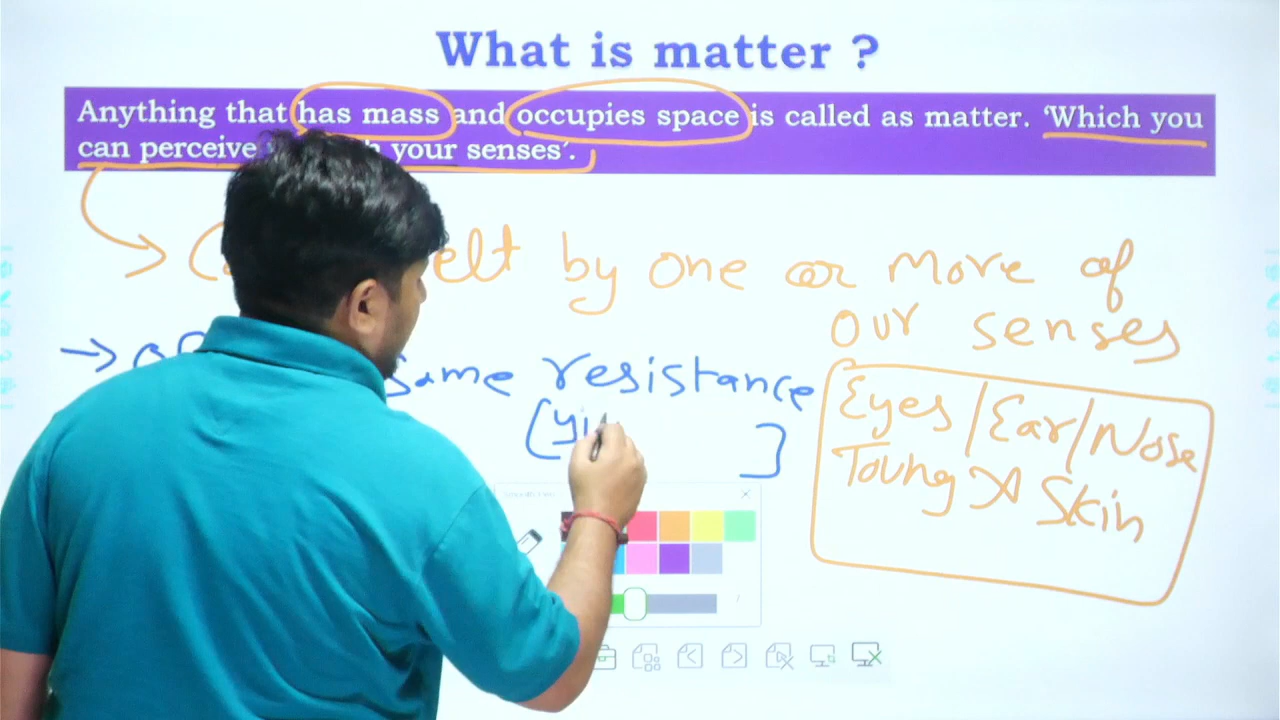 What is matter ?
Anything that has mass and occupies space is called as matter. ‘Which you
can perceive your senses’.
by one or more of
our senses
same resistance
Eyes / Ear / Nose
Toung & Skin